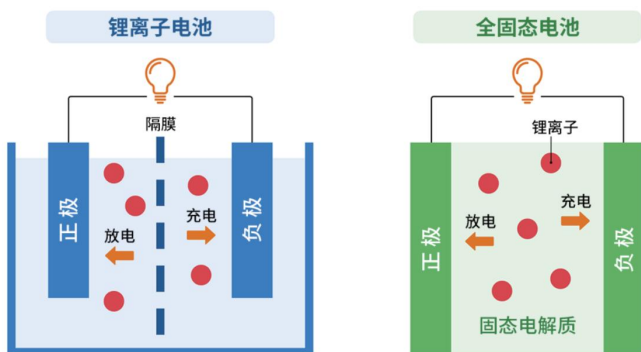 锂离子电池
隔膜
正极
放电
充电
负极
全固态电池
锂离子
正极
放电
充电
负极
固态电解质